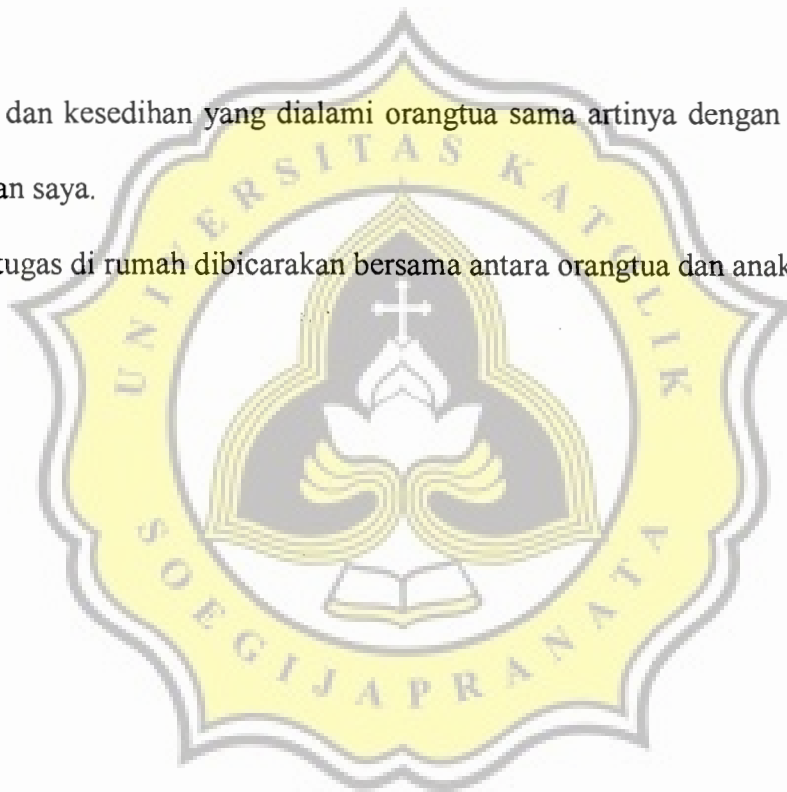 dan kesedihan yang dialami orangtua sama artinya dengan
an saya.
tugas di rumah dibicarakan bersama antara orangtua dan anak
UNIVERSITAS KATOLIK
SOEGIJAPRANATA